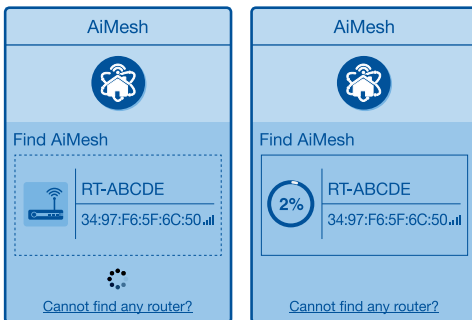 AiMesh
Find AiMesh
RT-ABCDE
34:97:F6:5F:6C:50
Cannot find any router?
AiMesh
Find AiMesh
2%
RT-ABCDE
34:97:F6:5F:6C:50
Cannot find any router?